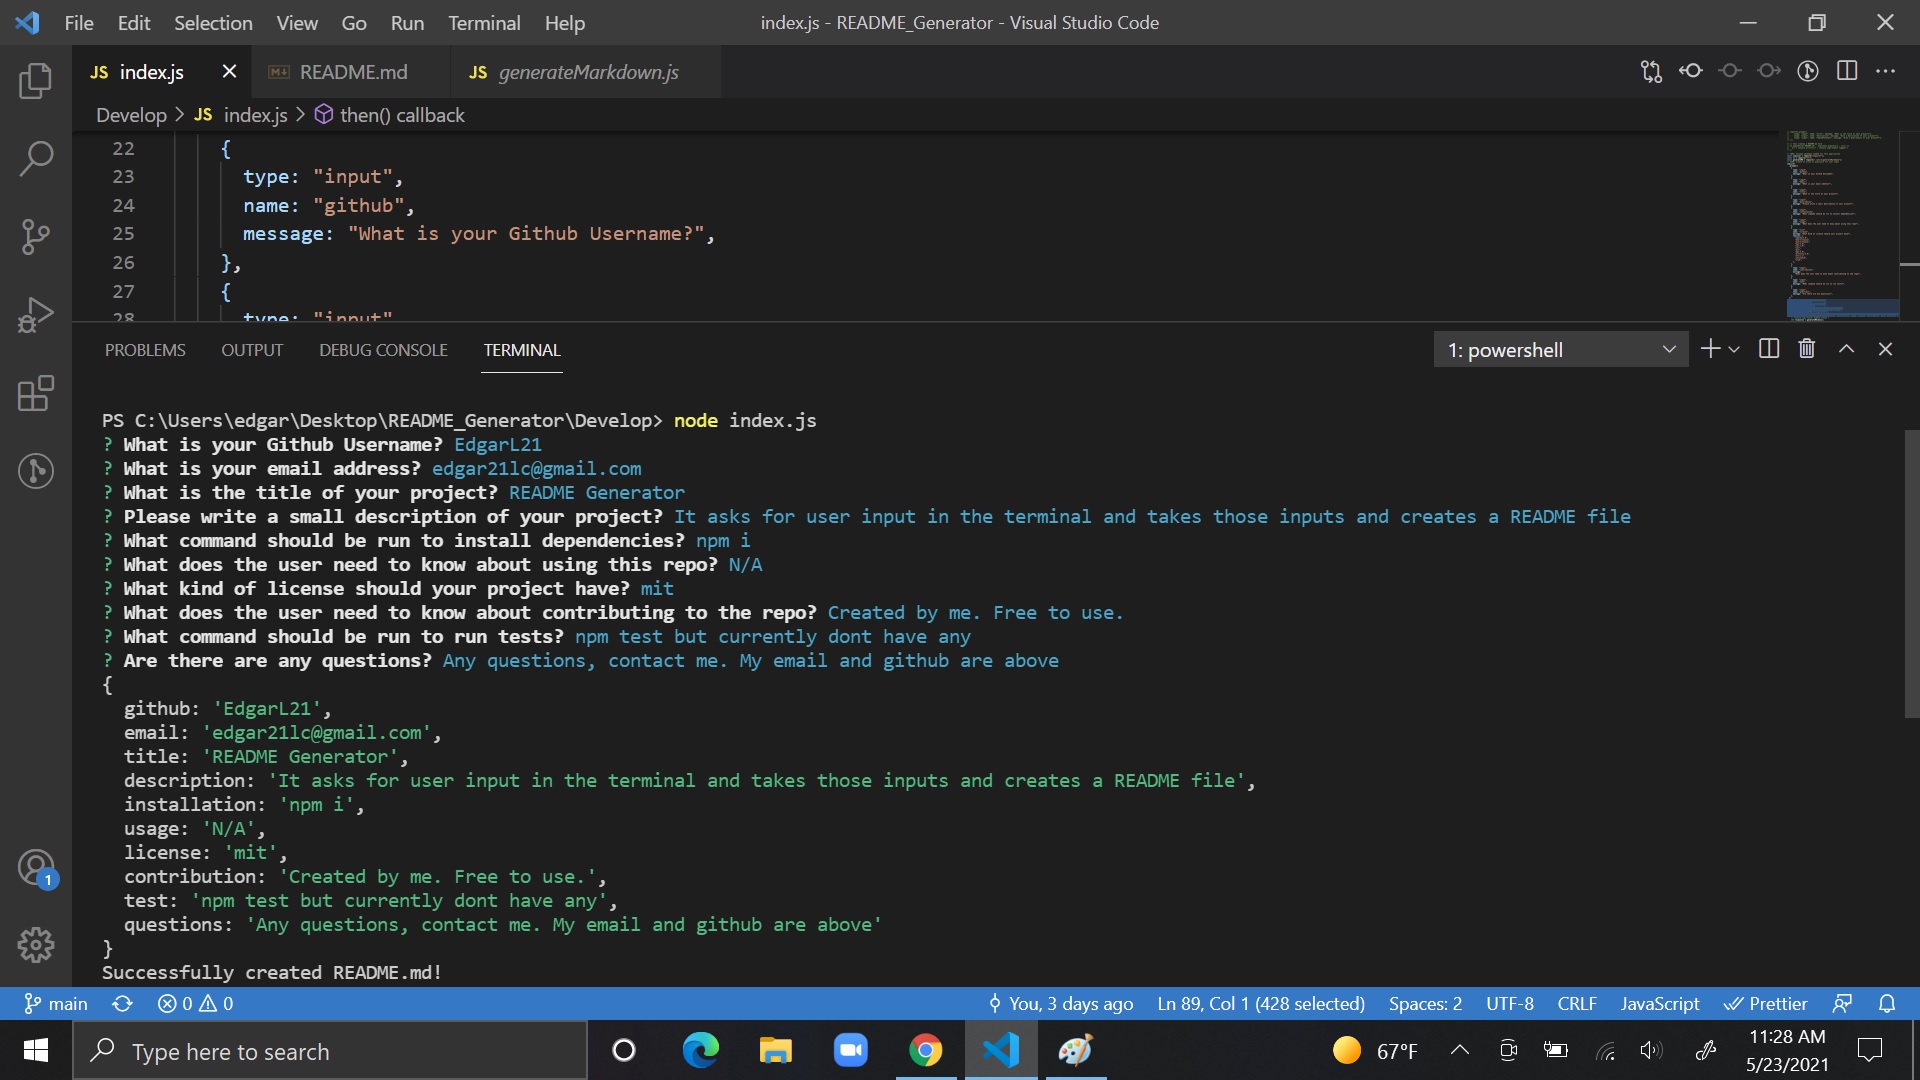 File Edit Selection View Go Run Terminal Help index.js - README_Generator - Visual Studio Code
JS index.js README.md JS generateMarkdown.js
Develop > JS index.js > then() callback
22 {
23 type: "input",
24 name: "github",
25 message: "What is your Github Username?",
26 },
27 {
28 type: "input"
PROBLEMS OUTPUT DEBUG CONSOLE TERMINAL 1: powershell
PS C:\Users\edgar\Desktop\README_Generator\Develop> node index.js
? What is your Github Username? EdgarL21
? What is your email address? edgar21lc@gmail.com
? What is the title of your project? README Generator
? Please write a small description of your project? It asks for user input in the terminal and takes those inputs and creates a README file
? What command should be run to install dependencies? npm i
? What does the user need to know about using this repo? N/A
? What kind of license should your project have? mit
? What does the user need to know about contributing to the repo? Created by me. Free to use.
? What command should be run to run tests? npm test but currently dont have any
? Are there are any questions? Any questions, contact me. My email and github are above
{
github: 'EdgarL21',
email: 'edgar21lc@gmail.com',
title: 'README Generator',
description: 'It asks for user input in the terminal and takes those inputs and creates a README file',
installation: 'npm i',
usage: 'N/A',
license: 'mit',
contribution: 'Created by me. Free to use.',
test: 'npm test but currently dont have any',
questions: 'Any questions, contact me. My email and github are above'
}
Successfully created README.md!
1
main 0 0 You, 3 days ago Ln 89, Col 1 (428 selected) Spaces: 2 UTF-8 CRLF JavaScript Prettier
Type here to search 67°F 11:28 AM
5/23/2021